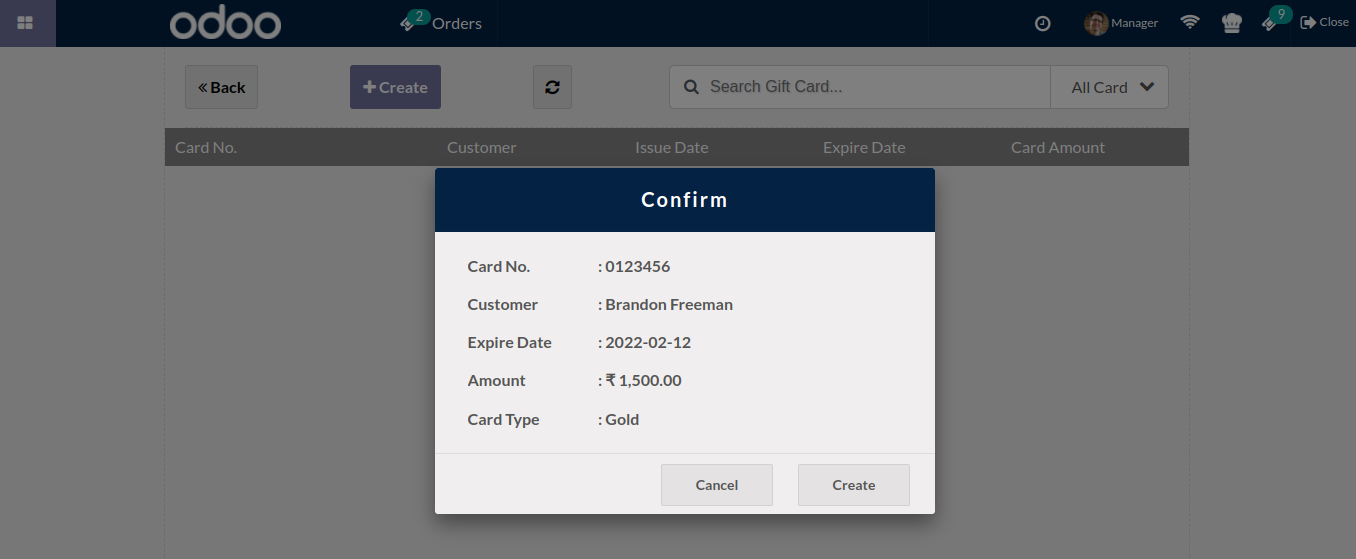 odoo 2 Orders Manager 9 Close
Back Create Search Gift Card... All Card
Card No. Customer Issue Date Expire Date Card Amount
Confirm
Card No. : 0123456
Customer : Brandon Freeman
Expire Date : 2022-02-12
Amount : ₹ 1,500.00
Card Type : Gold
Cancel Create